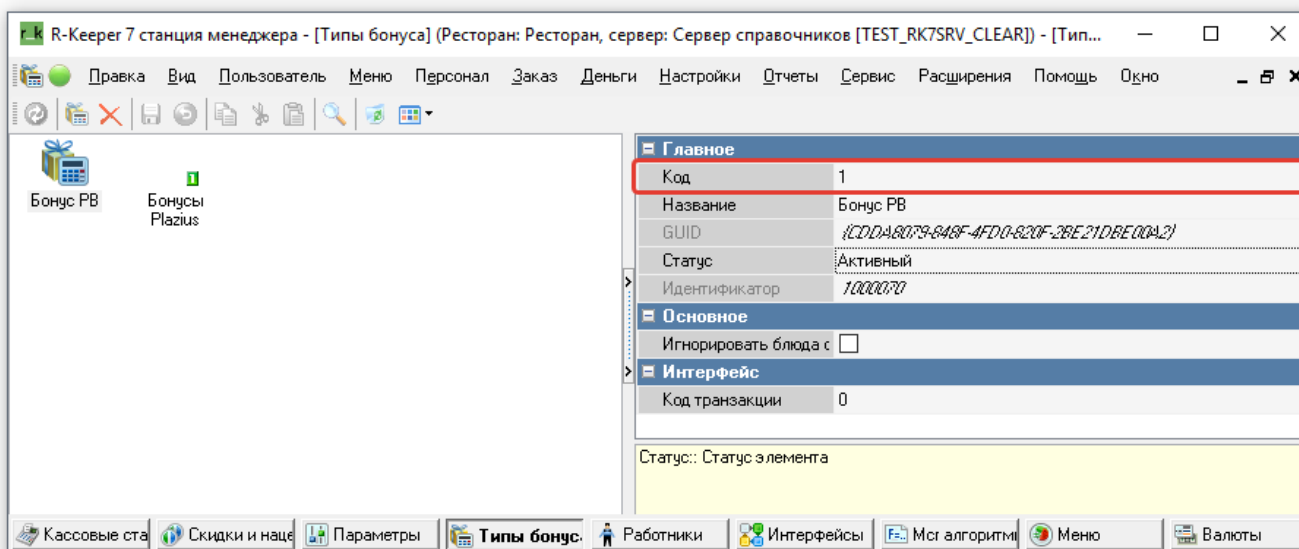 r_k R-Keeper 7 станция менеджера - [Типы бонуса] (Ресторан: Ресторан, сервер: Сервер справочников [TEST_RK7SRV_CLEAR]) - [Тип...
Правка Вид Пользователь Меню Персонал Заказ Деньги Настройки Отчеты Сервис Расширения Помощь Окно
Бонус РВ
1
Бонусы
Plazius
Главное
Код 1
Название Бонус РВ
GUID {CDDA8079-848F-4FD0-820F-2BE21DBE00A2}
Статус Активный
Идентификатор 1000070
Основное
Игнорировать блюда с
Интерфейс
Код транзакции 0
Статус:: Статус элемента
Кассовые ста Скидки и наце Параметры Типы бонус. Работники Интерфейсы Мсг алгоритмы Меню Валюты